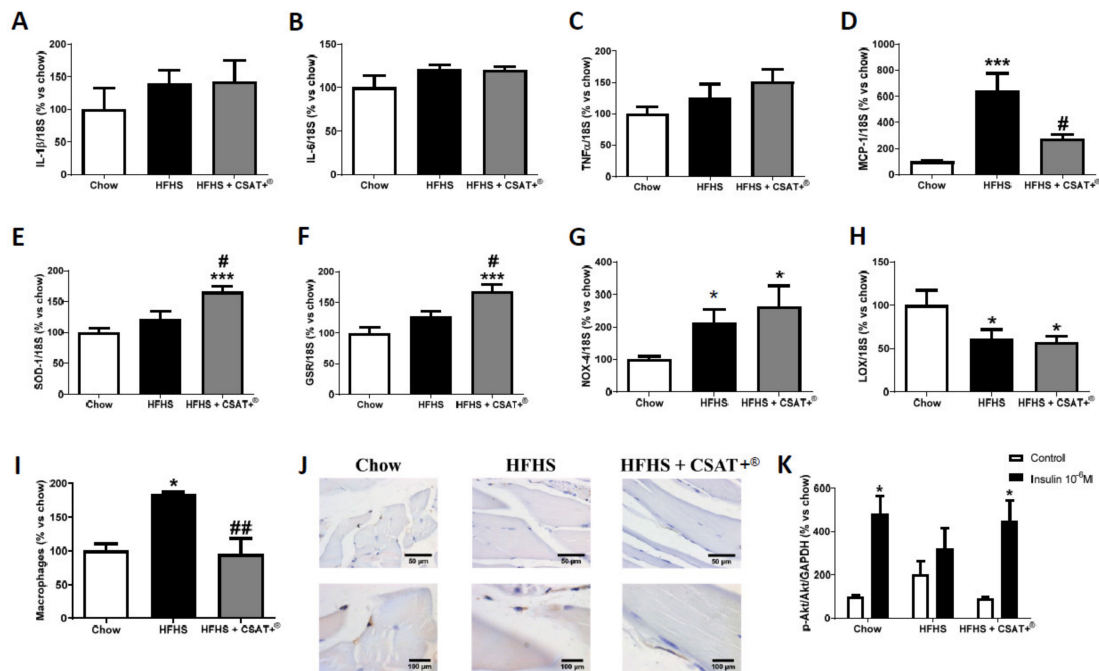 A
IL-1β/18S (% vs chow)
200
150
100
50
0
Chow
HFHS
HFHS + CSAT+®
B
IL-6/18S (% vs chow)
150
100
50
0
Chow
HFHS
HFHS + CSAT+®
C
TNFα/18S (% vs chow)
200
150
100
50
0
Chow
HFHS
HFHS + CSAT+®
D
MCP-1/18S (% vs chow)
1000
800
600
400
200
0
***
#
Chow
HFHS
HFHS + CSAT+®
E
SOD-1/18S (% vs chow)
200
150
100
50
0
#
***
Chow
HFHS
HFHS + CSAT+®
F
GSR/18S (% vs chow)
200
150
100
50
0
#
***
Chow
HFHS
HFHS + CSAT+®
G
NOX-4/18S (% vs chow)
400
300
200
100
0
*
*
Chow
HFHS
HFHS + CSAT+®
H
LOX/18S (% vs chow)
150
100
50
0
*
*
Chow
HFHS
HFHS + CSAT+®
I
Macrophages (% vs chow)
200
150
100
50
0
*
##
Chow
HFHS
HFHS + CSAT+®
J
Chow
HFHS
HFHS + CSAT+®
50 µm
50 µm
50 µm
100 µm
100 µm
100 µm
K
Control
Insulin 10⁻⁶M
p-Akt/Akt/GAPDH (% vs chow)
800
600
400
200
0
*
*
Chow
HFHS
HFHS + CSAT+®